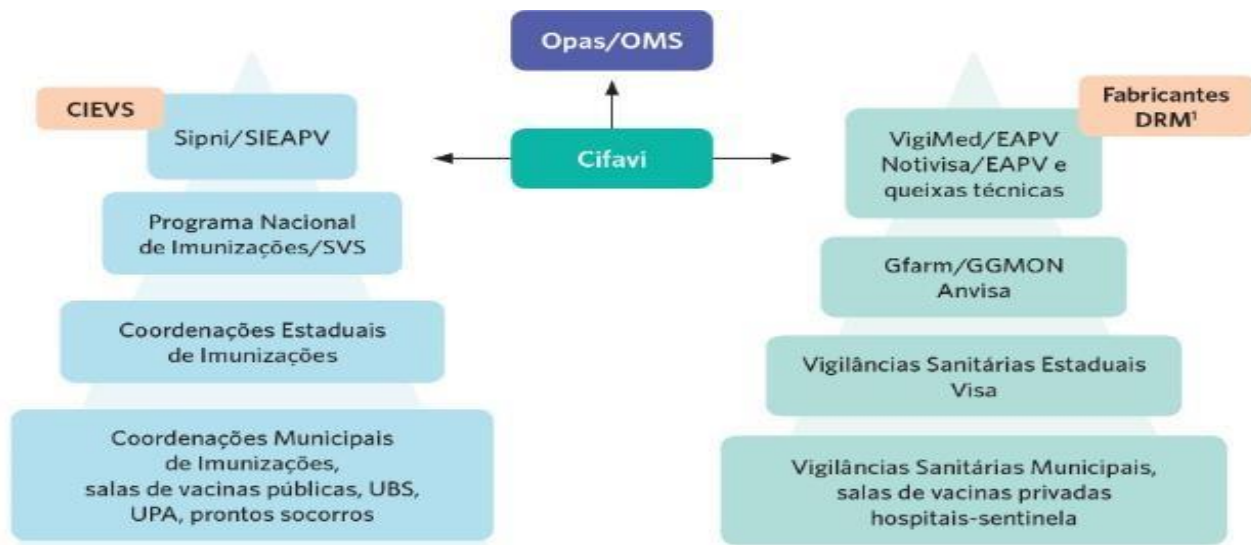 Opas/OMS
CIEVS
Sipni/SIEAPV
Cifavi
Fabricantes
DRM¹
VigiMed/EAPV
Notivisa/EAPV e
queixas técnicas
Programa Nacional
de Imunizações/SVS
Gfarm/GGMON
Anvisa
Coordenações Estaduais
de Imunizações
Vigilâncias Sanitárias Estaduais
Visa
Coordenações Municipais
de Imunizações,
salas de vacinas públicas, UBS,
UPA, prontos socorros
Vigilâncias Sanitárias Municipais,
salas de vacinas privadas
hospitais-sentinela